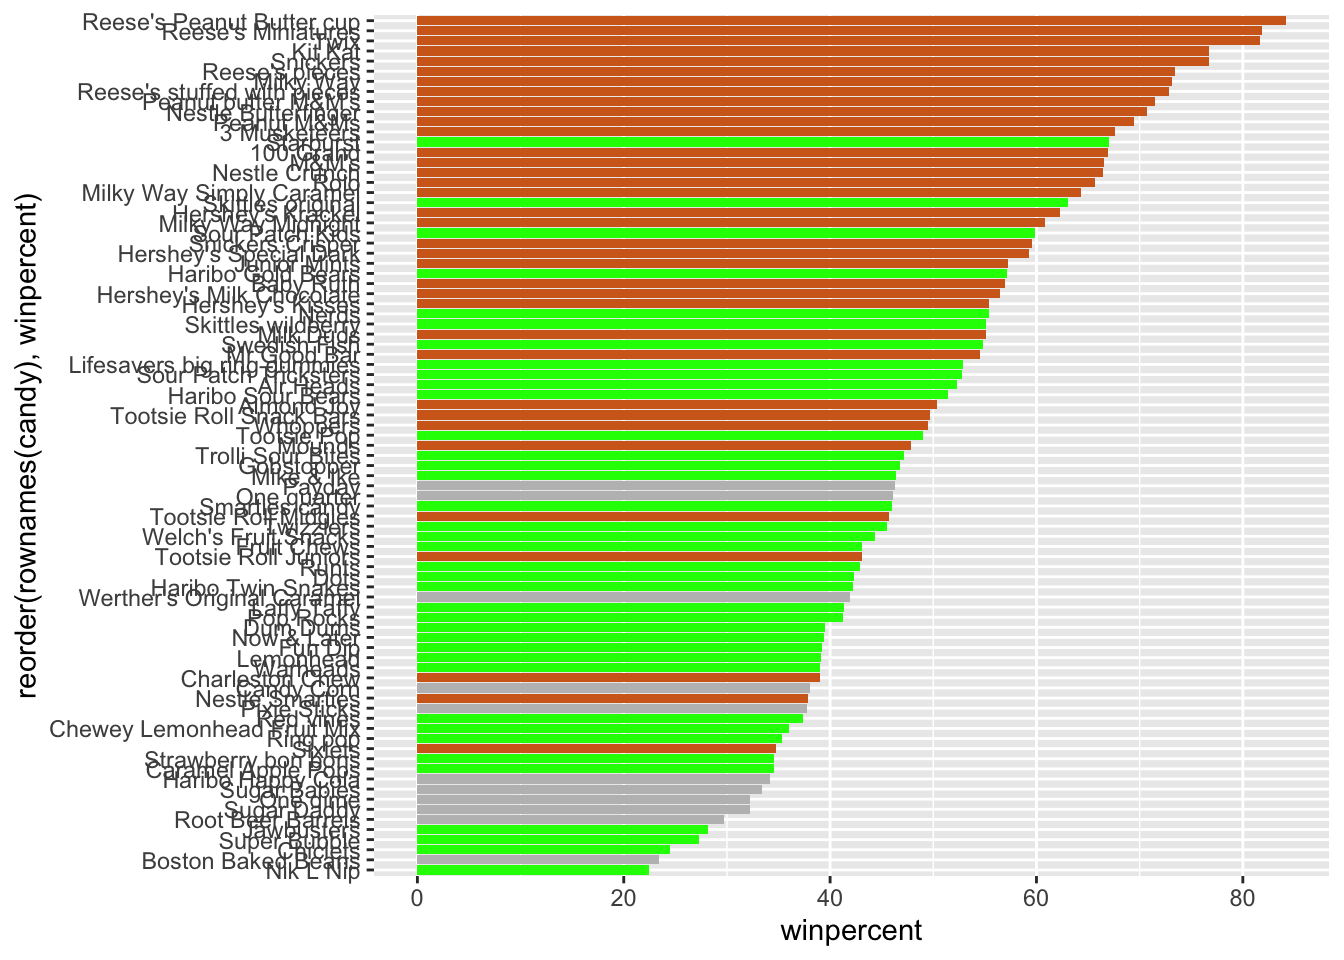 Reese's Peanut Butter cup
Reese's Miniatures
Twix
Kit Kat
Snickers
Reese's pieces
Milky Way
Reese's stuffed with pieces
Peanut butter M&M's
Nestle Butterfinger
Peanut M&Ms
3 Musketeers
Starburst
100 Grand
M&M's
Nestle Crunch
Rolo
Milky Way Simply Caramel
Skittles original
Hershey's Krackel
Milky Way Midnight
Sour Patch Kids
Snickers Crisper
Hershey's Special Dark
Junior Mints
Haribo Gold Bears
Baby Ruth
Hershey's Milk Chocolate
Hershey's Kisses
Nerds
Skittles wildberry
Milk Duds
Swedish Fish
Mr Good Bar
Lifesavers big ring gummies
Sour Patch Tricksters
Air Heads
Haribo Sour Bears
Almond Joy
Tootsie Roll Snack Bars
Whoppers
Tootsie Pop
Mounds
Trolli Sour Bites
Gobstopper
Mike & Ike
Payday
One quarter
Smarties candy
Tootsie Roll Midgies
Twizzlers
Welch's Fruit Snacks
Fruit Chews
Tootsie Roll Juniors
Runts
Dots
Haribo Twin Snakes
Werther's Original Caramel
Laffy Taffy
Pop Rocks
Dum Dums
Now & Later
Fun Dip
Lemonhead
Warheads
Charleston Chew
Candy Corn
Nestle Smarties
Pixie Sticks
Red vines
Chewey Lemonhead Fruit Mix
Ring pop
Sixlets
Strawberry bon bons
Caramel Apple Pops
Haribo Happy Cola
Sugar Babies
One dime
Sugar Daddy
Root Beer Barrels
Jawbusters
Super Bubble
Chiclets
Boston Baked Beans
Nik L Nip
reorder(rownames(candy), winpercent)
0 20 40 60 80
winpercent